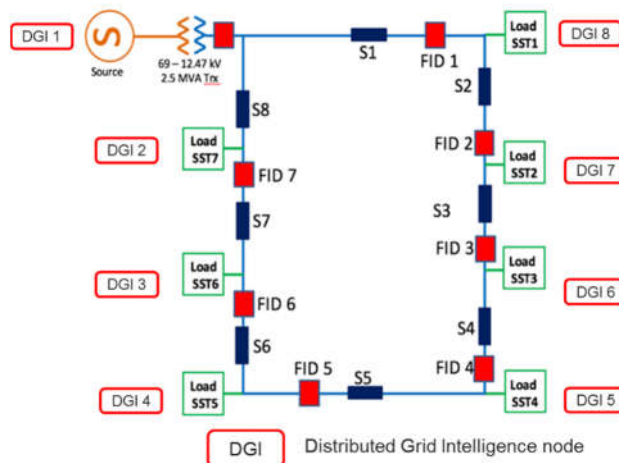 DGI 1
S
Source
69 – 12.47 kV
2.5 MVA Trx
S1
FID 1
Load
SST1
DGI 8
S2
S8
DGI 2
Load
SST7
FID 7
FID 2
Load
SST2
DGI 7
S7
S3
FID 3
DGI 3
Load
SST6
Load
SST3
DGI 6
FID 6
S4
S6
FID 5
FID 4
DGI 4
Load
SST5
S5
Load
SST4
DGI 5
DGI
Distributed Grid Intelligence node